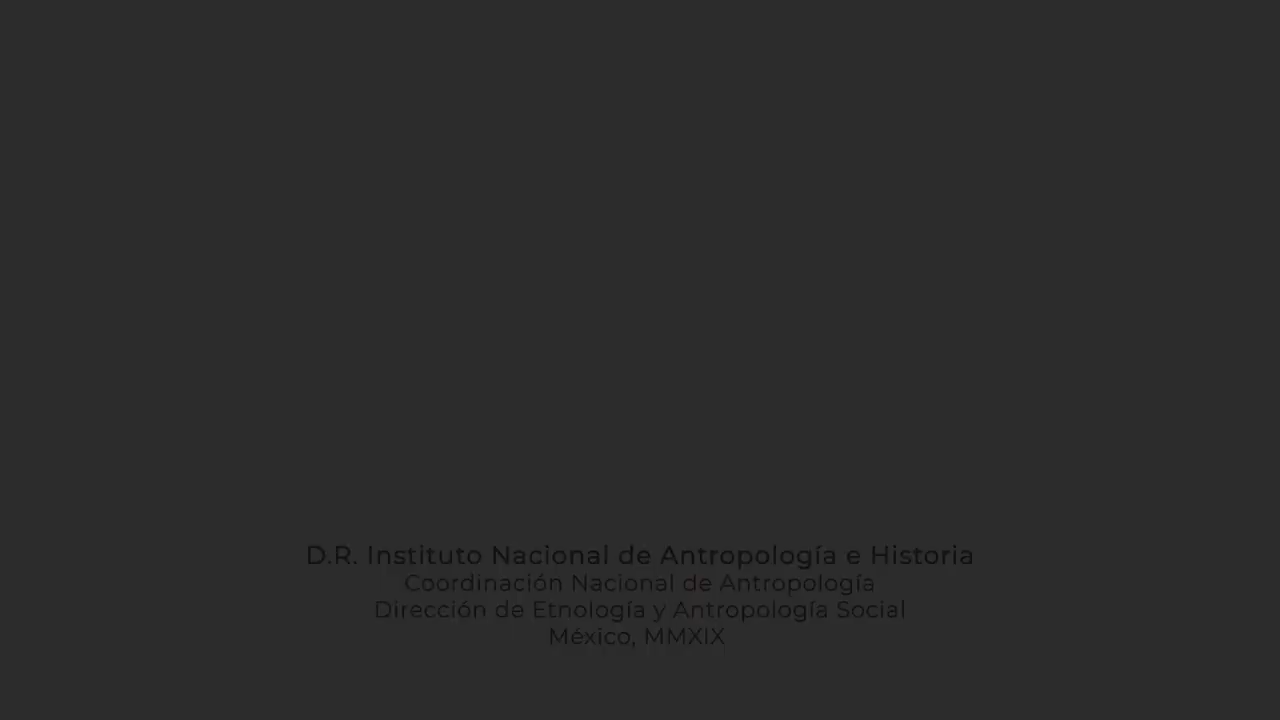 D.R. Instituto Nacional de Antropología e Historia
Coordinación Nacional de Antropología
Dirección de Etnología y Antropología Social
México, MMXIX